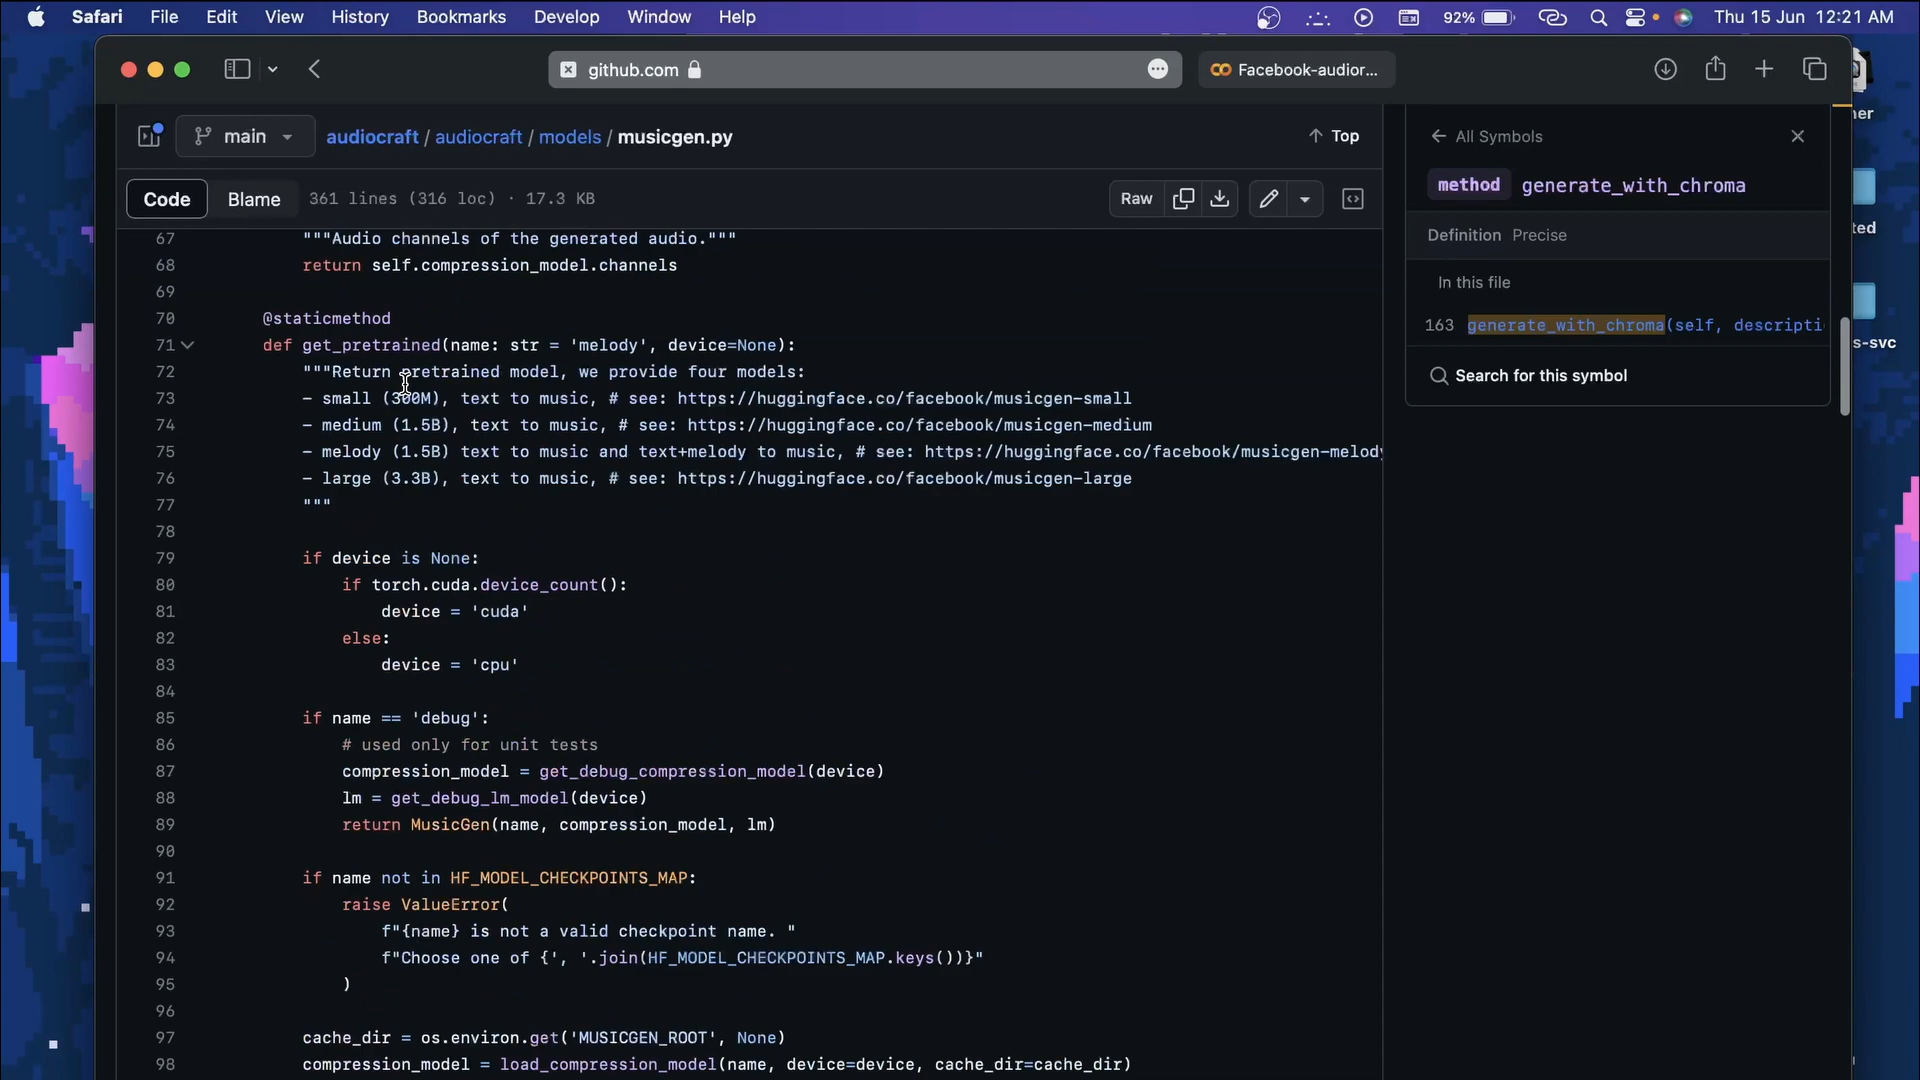 Safari File Edit View History Bookmarks Develop Window Help 92% Thu 15 Jun 12:21 AM
github.com Facebook-audior...
main audiocraft / audiocraft / models / musicgen.py Top
Code Blame 361 lines (316 loc) · 17.3 KB Raw
67 """Audio channels of the generated audio."""
68 return self.compression_model.channels
69
70 @staticmethod
71 def get_pretrained(name: str = 'melody', device=None):
72 """Return pretrained model, we provide four models:
73 - small (300M), text to music, # see: https://huggingface.co/facebook/musicgen-small
74 - medium (1.5B), text to music, # see: https://huggingface.co/facebook/musicgen-medium
75 - melody (1.5B) text to music and text+melody to music, # see: https://huggingface.co/facebook/musicgen-melody
76 - large (3.3B), text to music, # see: https://huggingface.co/facebook/musicgen-large
77 """
78
79 if device is None:
80 if torch.cuda.device_count():
81 device = 'cuda'
82 else:
83 device = 'cpu'
84
85 if name == 'debug':
86 # used only for unit tests
87 compression_model = get_debug_compression_model(device)
88 lm = get_debug_lm_model(device)
89 return MusicGen(name, compression_model, lm)
90
91 if name not in HF_MODEL_CHECKPOINTS_MAP:
92 raise ValueError(
93 f"{name} is not a valid checkpoint name. "
94 f"Choose one of {', '.join(HF_MODEL_CHECKPOINTS_MAP.keys())}"
95 )
96
97 cache_dir = os.environ.get('MUSICGEN_ROOT', None)
98 compression_model = load_compression_model(name, device=device, cache_dir=cache_dir)
All Symbols
method generate_with_chroma
Definition Precise
In this file
163 generate_with_chroma(self, descripti
Search for this symbol
ner
ted
s-svc